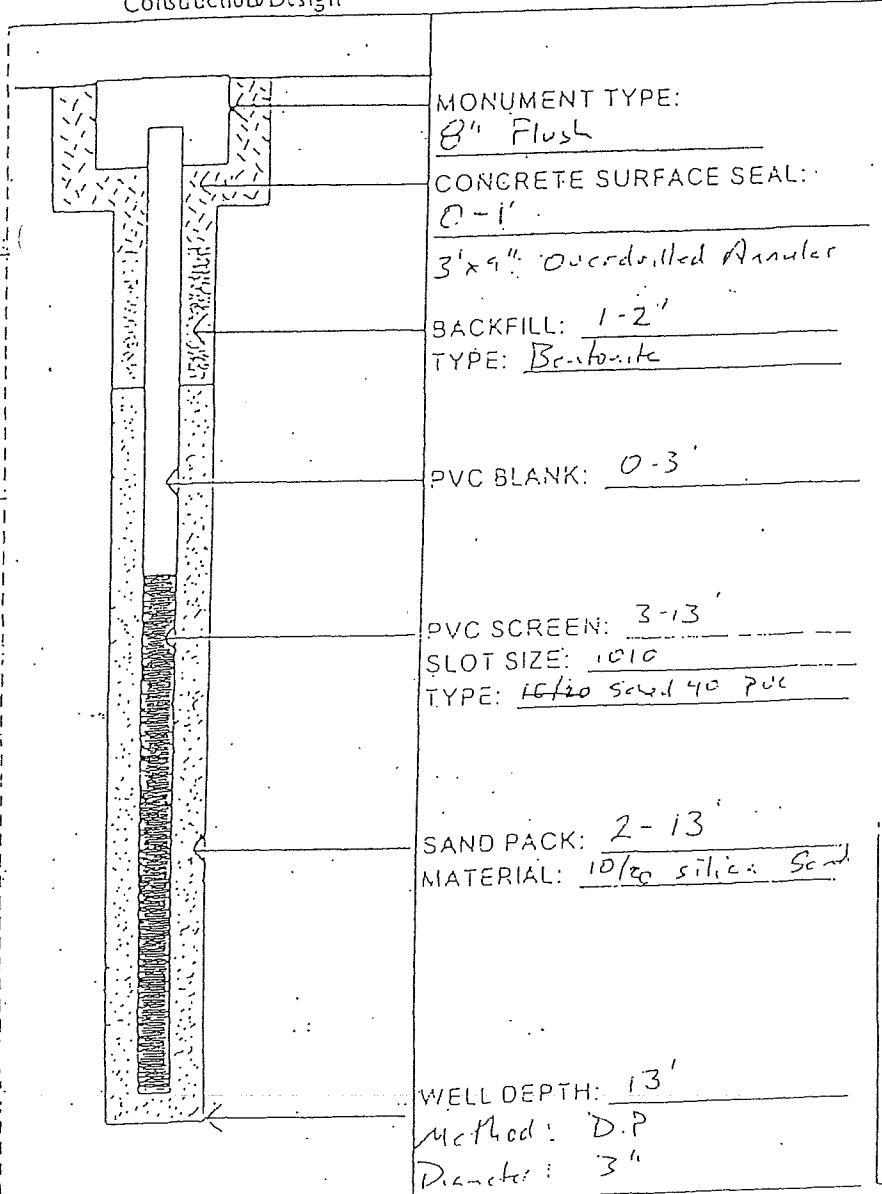 Construction/Design
MONUMENT TYPE:
8" Flush
CONCRETE SURFACE SEAL:
0-1'
3'x9": Overdrilled Annular
BACKFILL: 1-2'
TYPE: Bentonite
PVC BLANK: 0-3'
PVC SCREEN: 3-13'
SLOT SIZE: .010
TYPE: 10/20 Sched 40 PVC
SAND PACK: 2-13'
MATERIAL: 10/20 silica Sand
WELL DEPTH: 13'
Method: D.P
Diameter: 3"